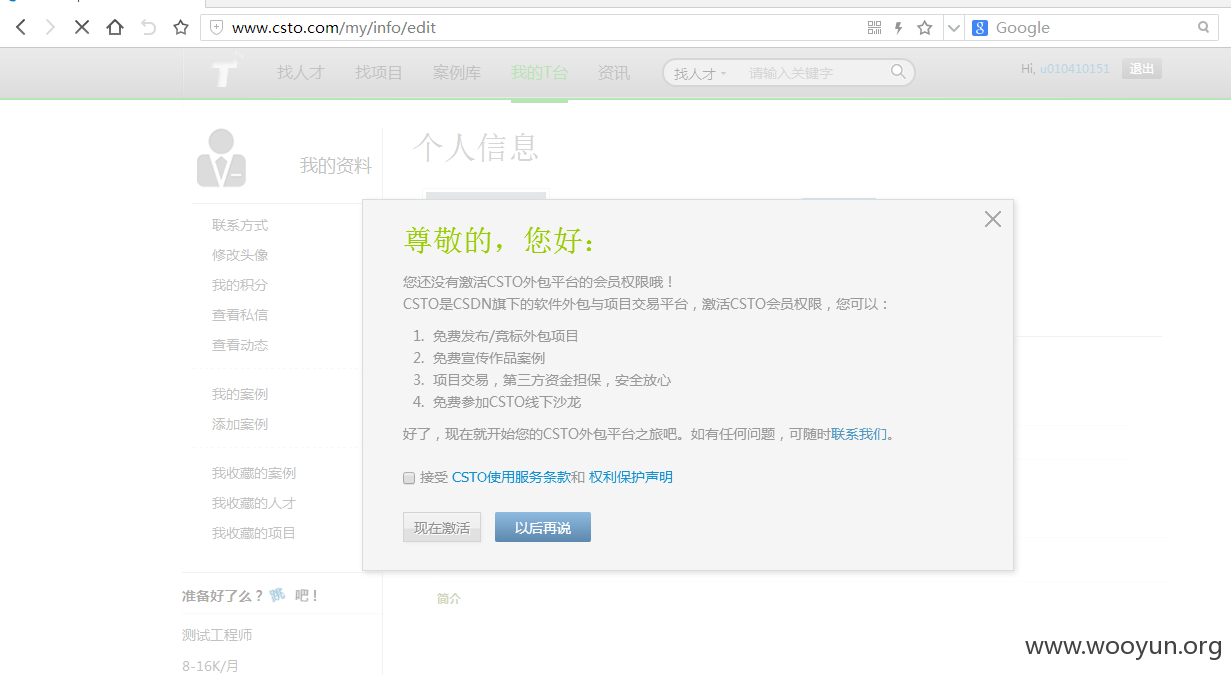 www.csto.com/my/info/edit
Google
找人才 找项目 案例库 我的T台 资讯
找人才
请输入关键字
Hi, u010410151 退出
我的资料
个人信息
联系方式
修改头像
我的积分
查看私信
查看动态
我的案例
添加案例
我收藏的案例
我收藏的人才
我收藏的项目
准备好了么？跳 吧！
测试工程师
8-16K/月
尊敬的，您好：
您还没有激活CSTO外包平台的会员权限哦！
CSTO是CSDN旗下的软件外包与项目交易平台，激活CSTO会员权限，您可以：
1. 免费发布/竞标外包项目
2. 免费宣传作品案例
3. 项目交易，第三方资金担保，安全放心
4. 免费参加CSTO线下沙龙
好了，现在就开始您的CSTO外包平台之旅吧。如有任何问题，可随时联系我们。
接受 CSTO使用服务条款和 权利保护声明
现在激活 以后再说
简介
www.wooyun.org